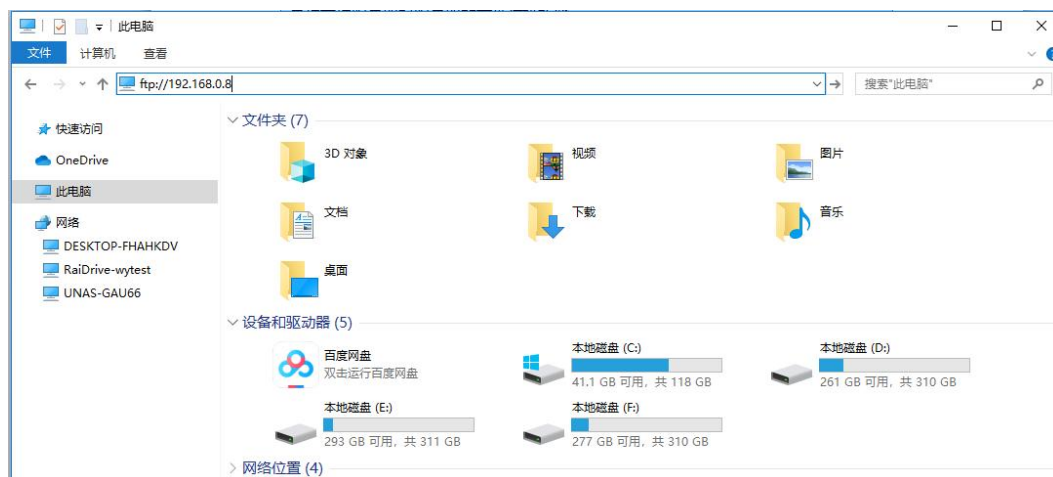 此电脑
文件 计算机 查看
ftp://192.168.0.8 搜索"此电脑"
快速访问
OneDrive
此电脑
网络
DESKTOP-FHAHKDV
RaiDrive-wytest
UNAS-GAU66
文件夹 (7)
3D 对象 视频 图片
文档 下载 音乐
桌面
设备和驱动器 (5)
百度网盘
双击运行百度网盘
本地磁盘 (C:)
41.1 GB 可用, 共 118 GB
本地磁盘 (D:)
261 GB 可用, 共 310 GB
本地磁盘 (E:)
293 GB 可用, 共 311 GB
本地磁盘 (F:)
277 GB 可用, 共 310 GB
网络位置 (4)